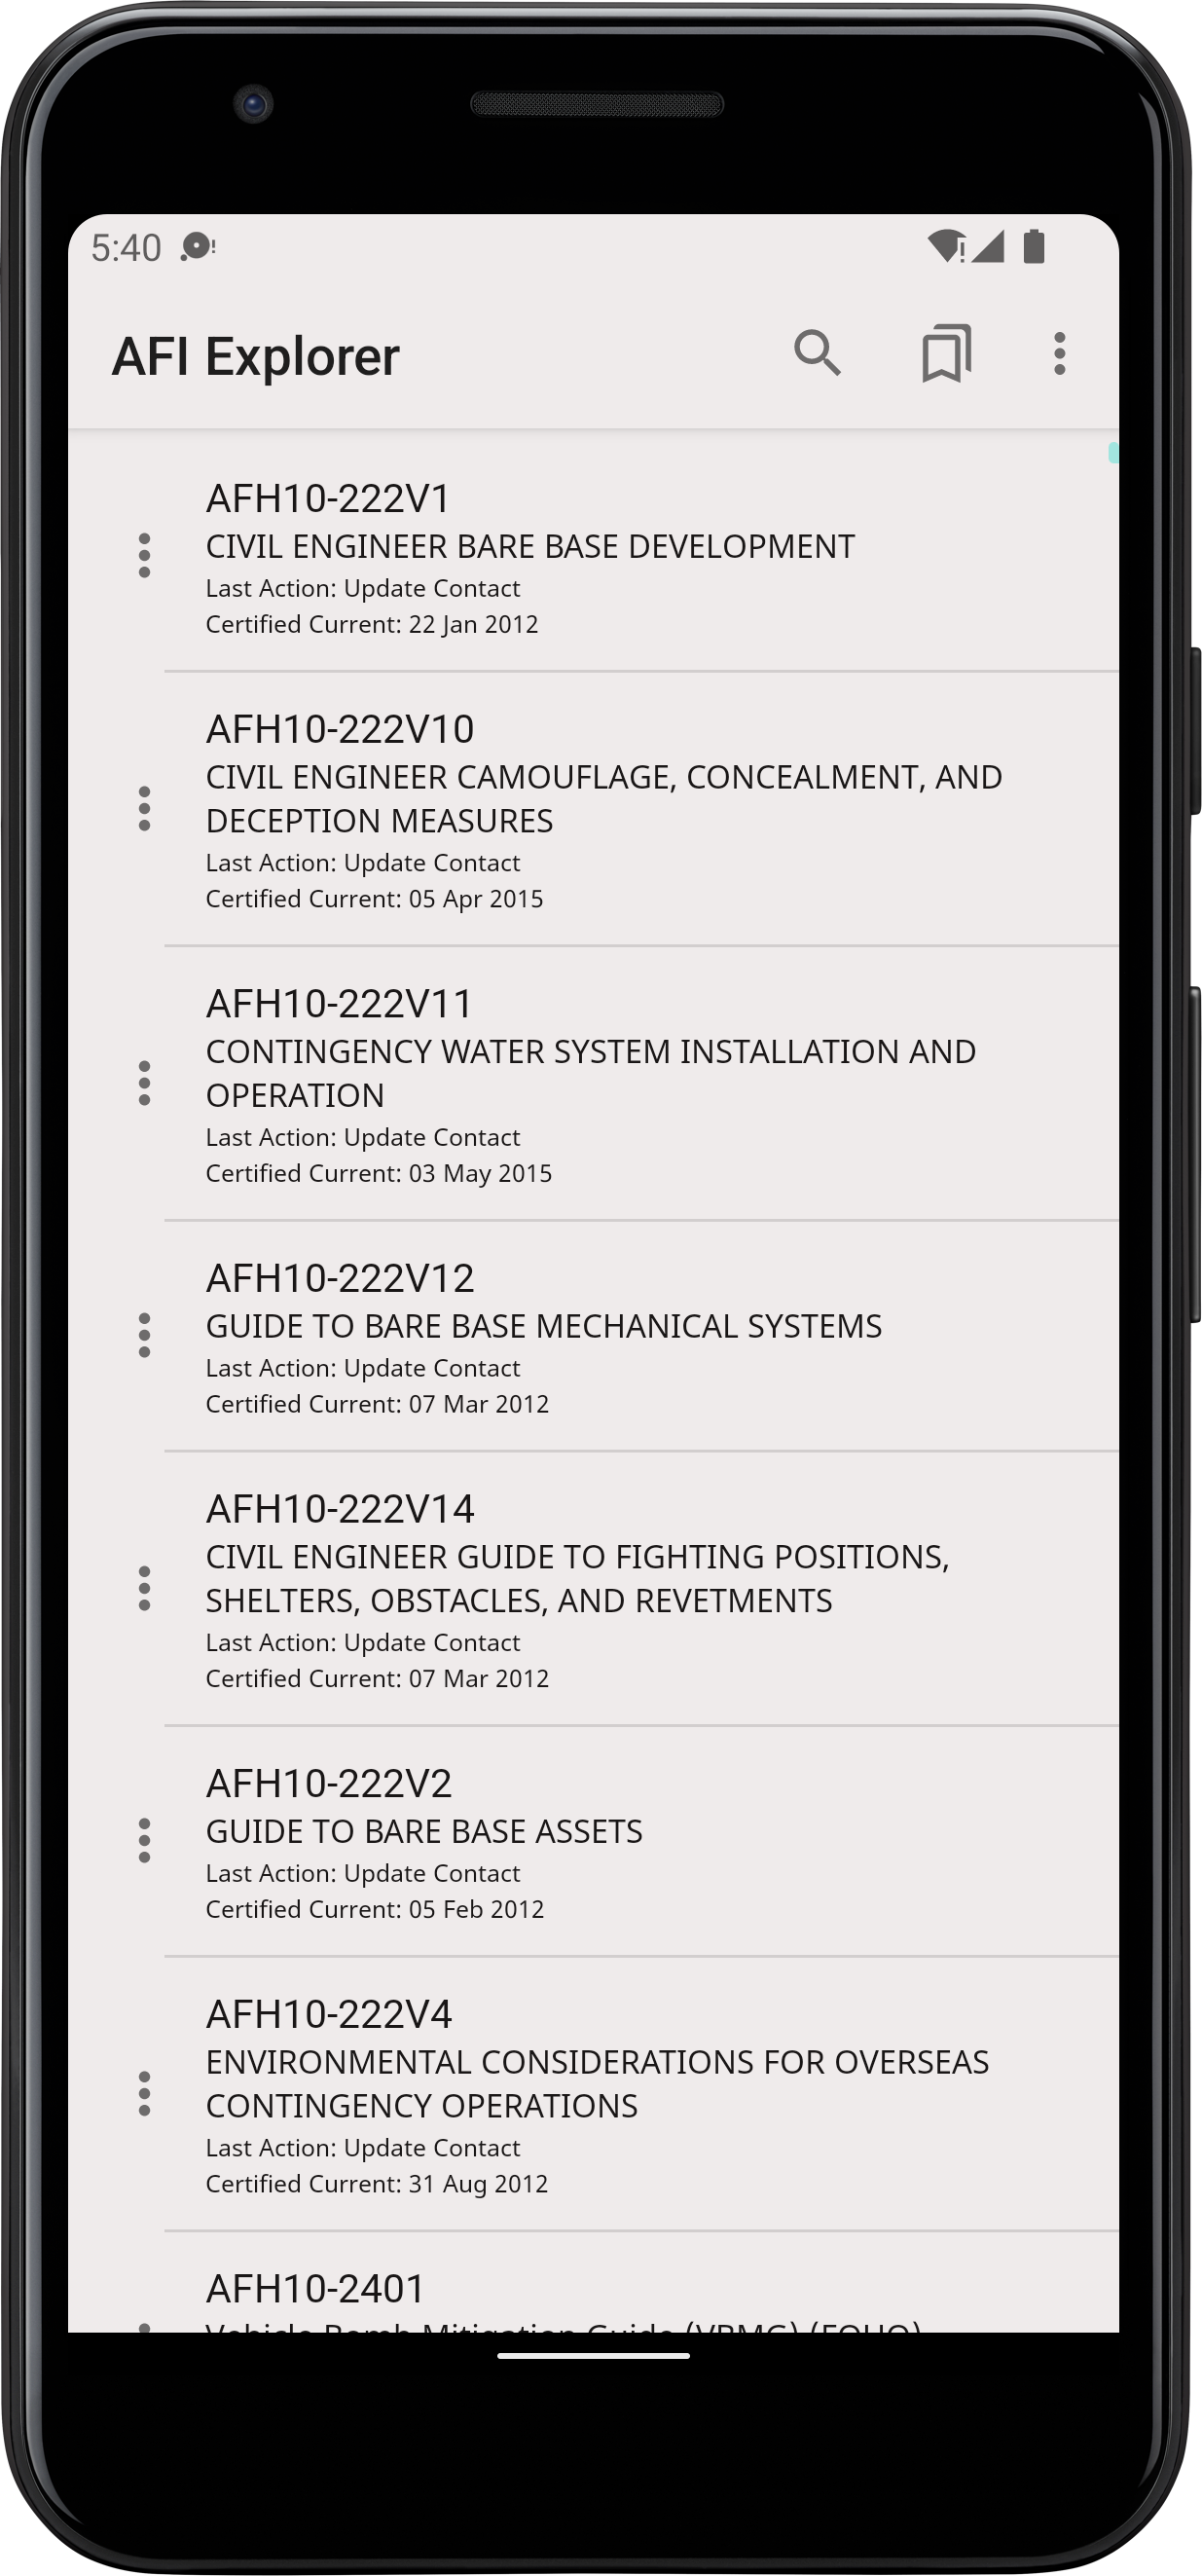 5:40
AFI Explorer
AFH10-222V1
CIVIL ENGINEER BARE BASE DEVELOPMENT
Last Action: Update Contact
Certified Current: 22 Jan 2012
AFH10-222V10
CIVIL ENGINEER CAMOUFLAGE, CONCEALMENT, AND
DECEPTION MEASURES
Last Action: Update Contact
Certified Current: 05 Apr 2015
AFH10-222V11
CONTINGENCY WATER SYSTEM INSTALLATION AND
OPERATION
Last Action: Update Contact
Certified Current: 03 May 2015
AFH10-222V12
GUIDE TO BARE BASE MECHANICAL SYSTEMS
Last Action: Update Contact
Certified Current: 07 Mar 2012
AFH10-222V14
CIVIL ENGINEER GUIDE TO FIGHTING POSITIONS,
SHELTERS, OBSTACLES, AND REVETMENTS
Last Action: Update Contact
Certified Current: 07 Mar 2012
AFH10-222V2
GUIDE TO BARE BASE ASSETS
Last Action: Update Contact
Certified Current: 05 Feb 2012
AFH10-222V4
ENVIRONMENTAL CONSIDERATIONS FOR OVERSEAS
CONTINGENCY OPERATIONS
Last Action: Update Contact
Certified Current: 31 Aug 2012
AFH10-2401
Vehicle Bomb Mitigation Guide (VBMG) (FOUO)